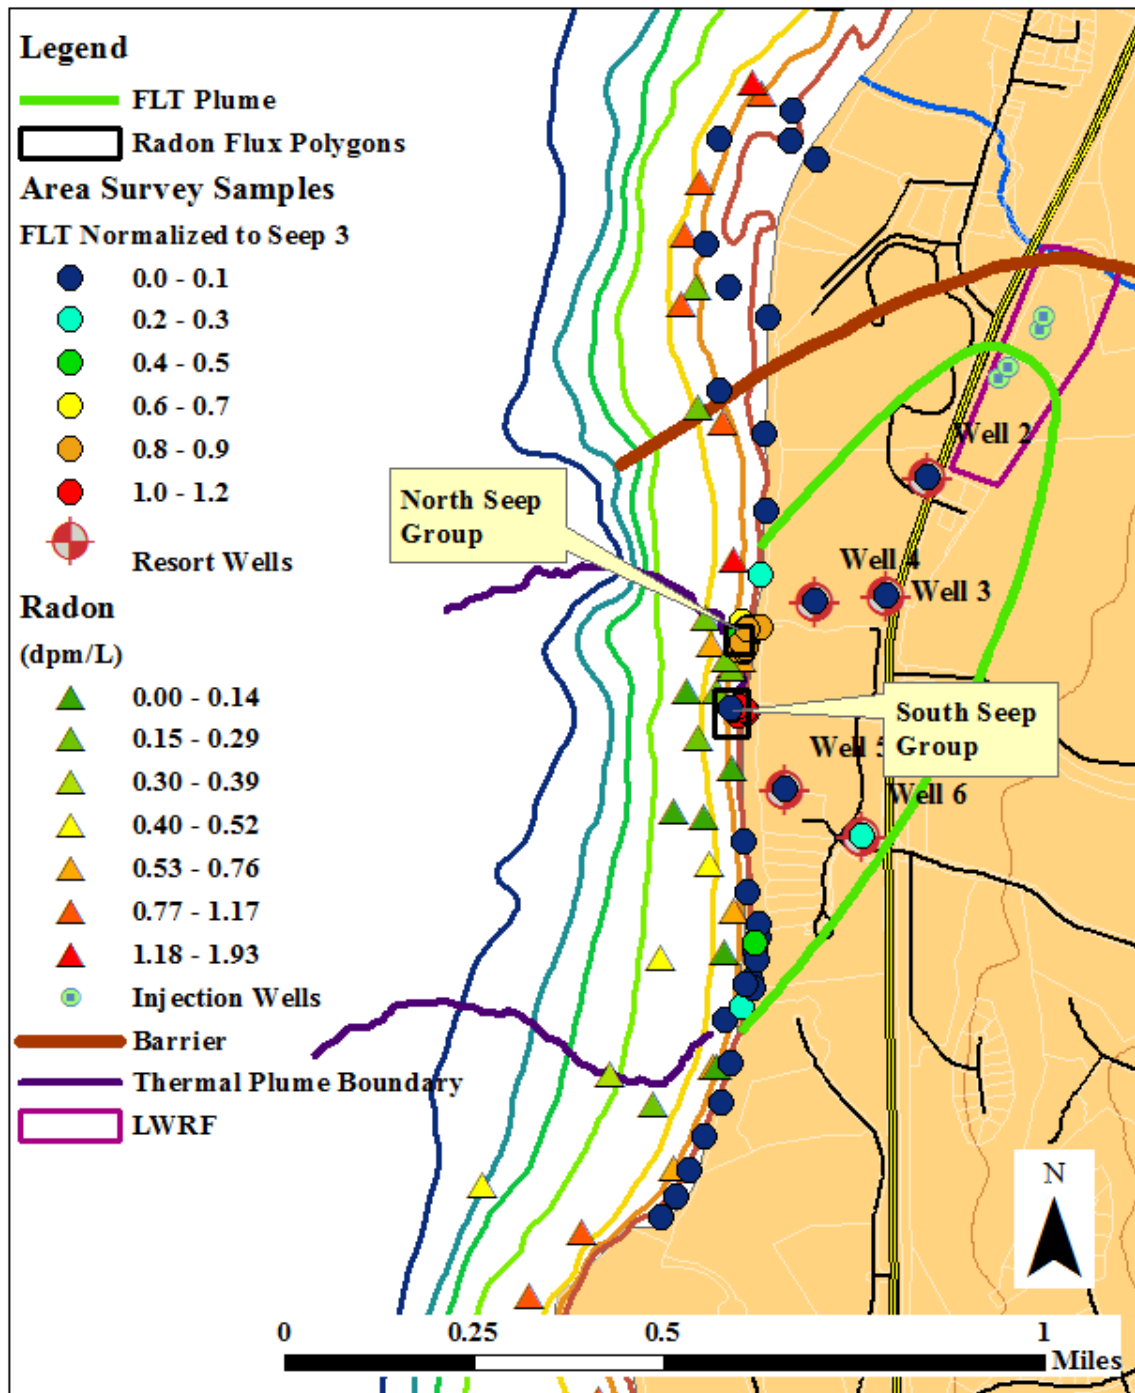 Legend
FLT Plume
Radon Flux Polygons
Area Survey Samples
FLT Normalized to Seep 3
0.0 - 0.1
0.2 - 0.3
0.4 - 0.5
0.6 - 0.7
0.8 - 0.9
1.0 - 1.2
Resort Wells
Radon
(dpm/L)
0.00 - 0.14
0.15 - 0.29
0.30 - 0.39
0.40 - 0.52
0.53 - 0.76
0.77 - 1.17
1.18 - 1.93
Injection Wells
Barrier
Thermal Plume Boundary
LWRF
Well 2
North Seep
Group
Well 4
Well 3
South Seep
Group
Well 5
Well 6
N
0 0.25 0.5 1
Miles